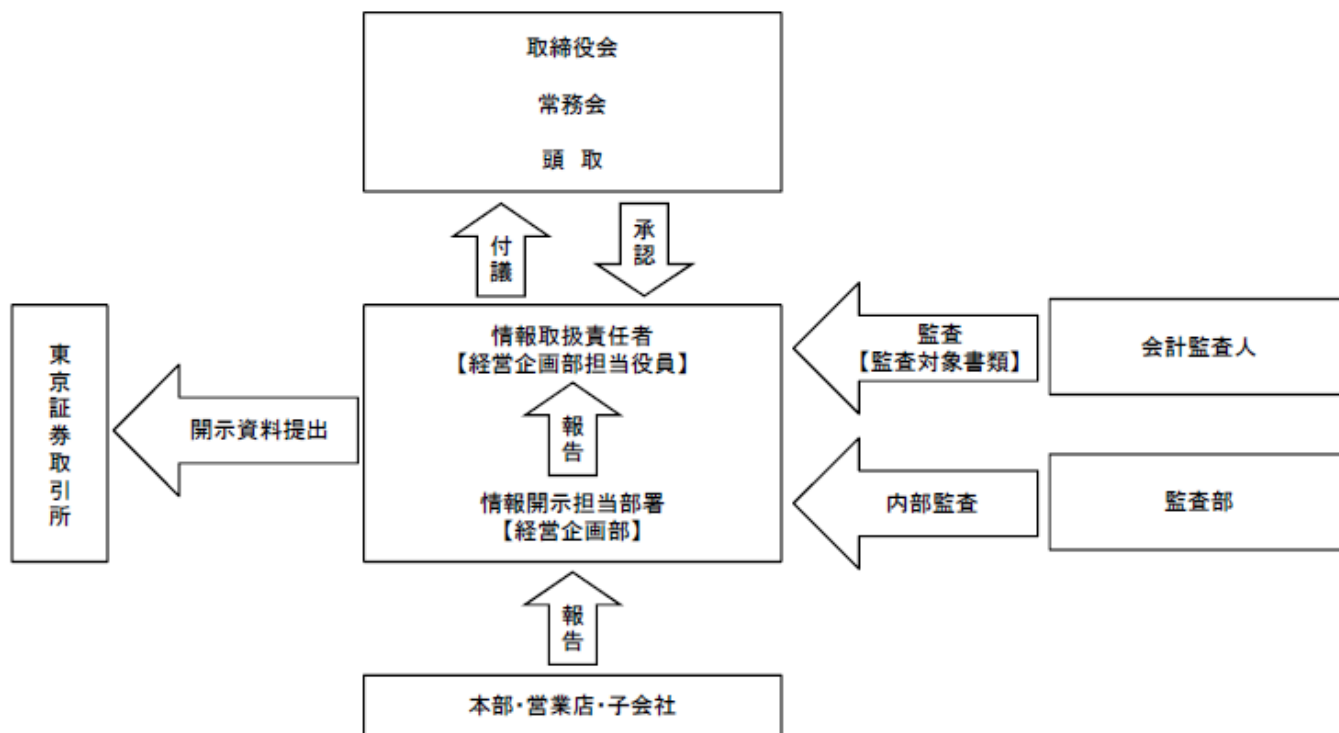 取締役会
常務会
頭 取
付議
承認
東京証券取引所
開示資料提出
情報取扱責任者
【経営企画部担当役員】
報告
情報開示担当部署
【経営企画部】
監査
【監査対象書類】
会計監査人
内部監査
監査部
報告
本部・営業店・子会社